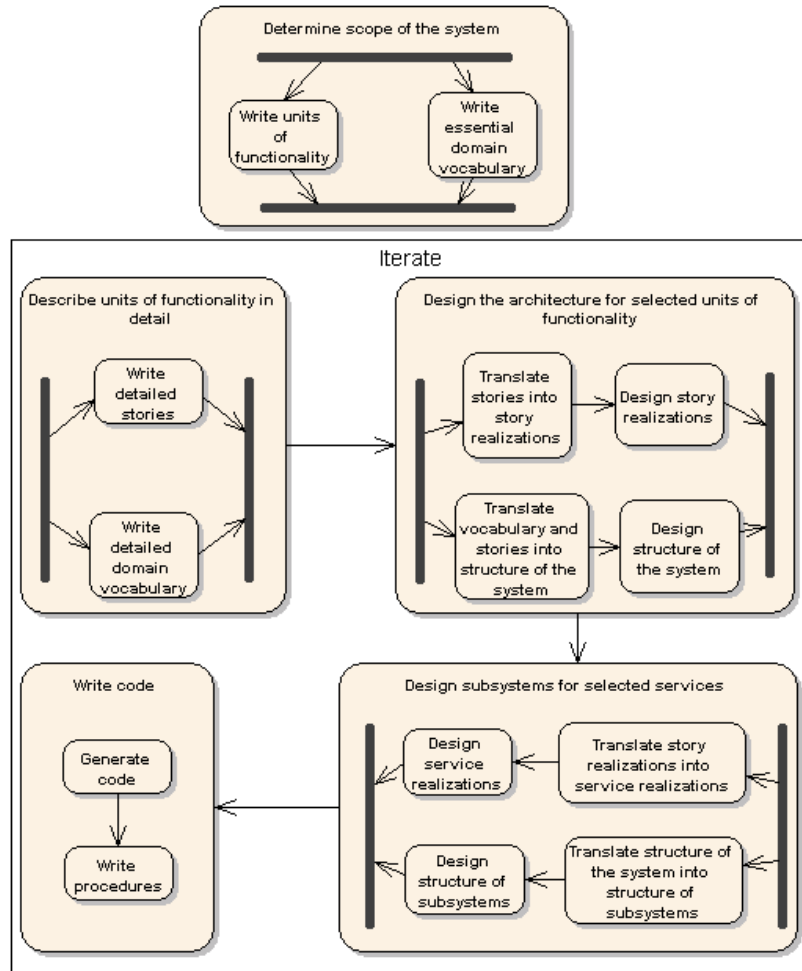 Determine scope of the system
Write units
of
functionality
Write
essential
domain
vocabulary
Iterate
Describe units of functionality in
detail
Write
detailed
stories
Write
detailed
domain
vocabulary
Design the architecture for selected units of
functionality
Translate
stories into
story
realizations
Design story
realizations
Translate
vocabulary and
stories into
structure of the
system
Design
structure of
the system
Write code
Generate
code
Write
procedures
Design subsystems for selected services
Design
service
realizations
Translate story
realizations into
service realizations
Design
structure of
subsystems
Translate structure of
the system into
structure of
subsystems